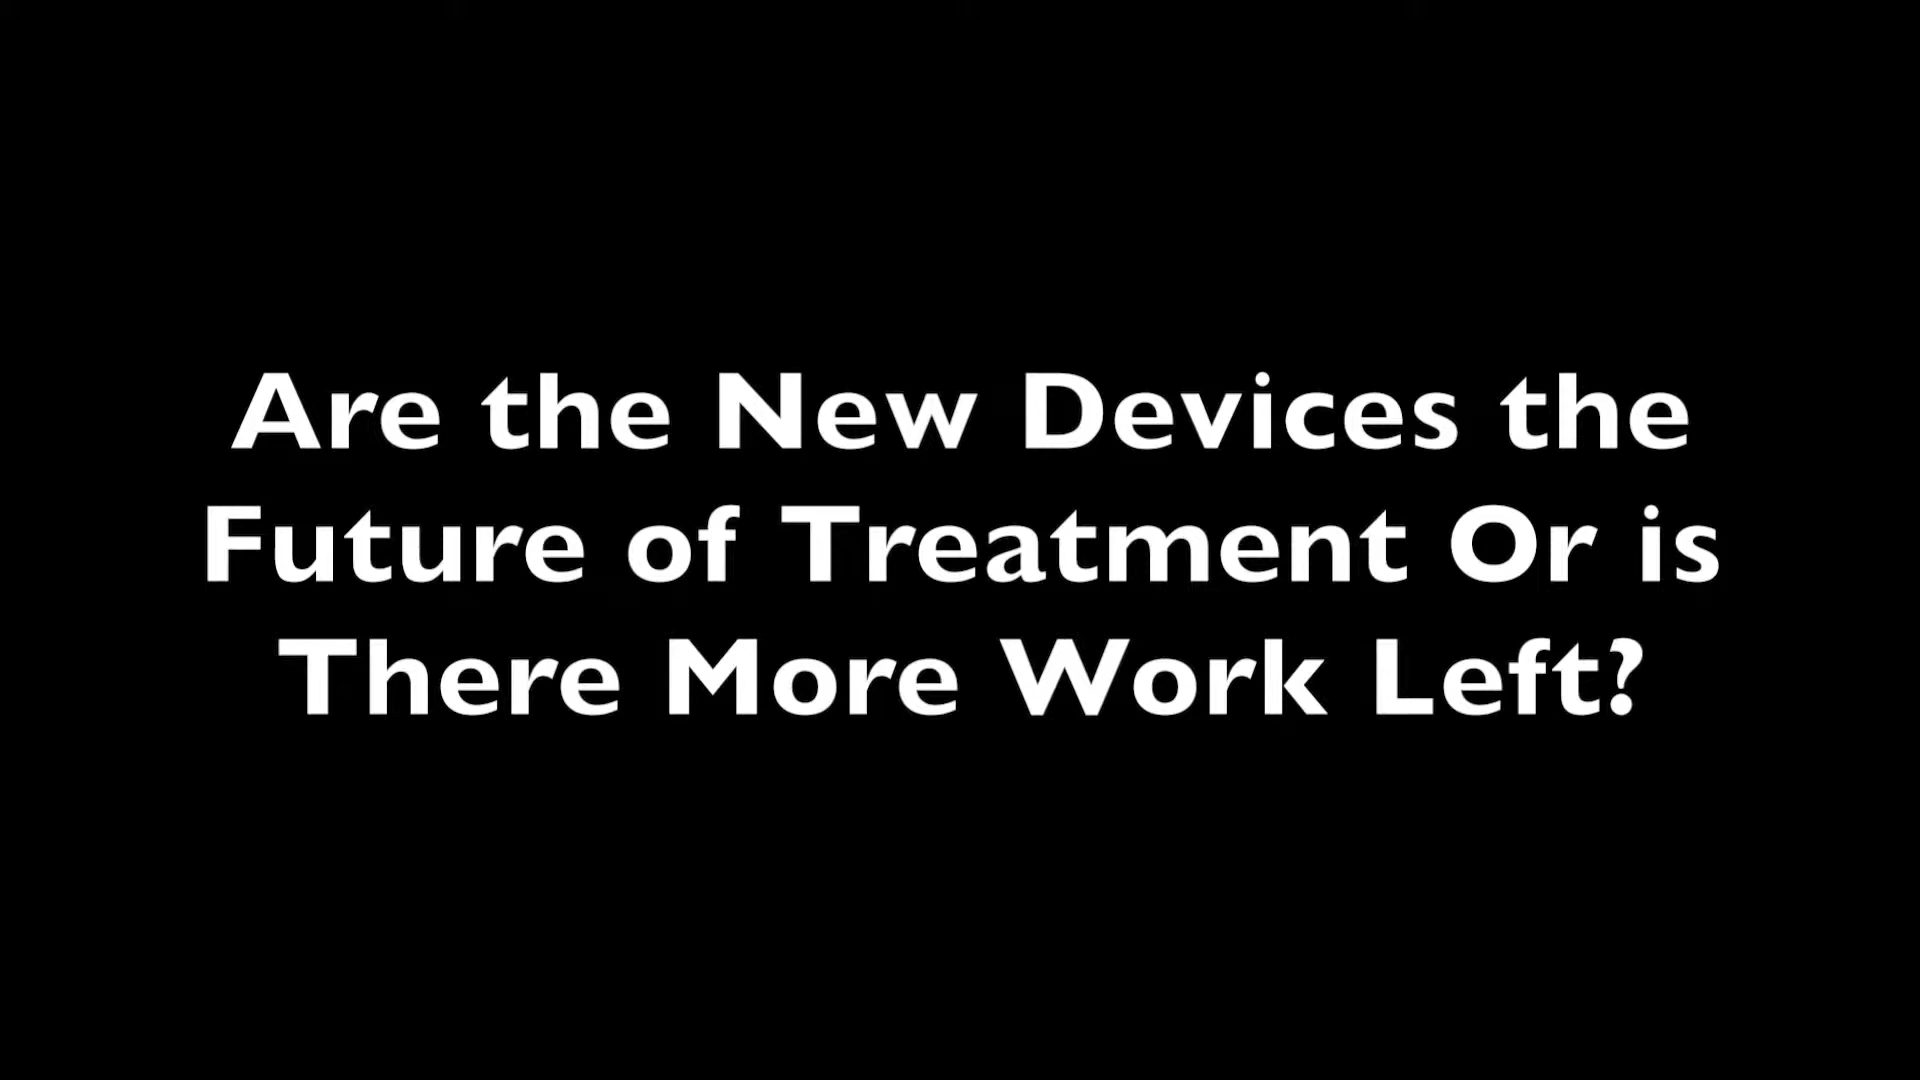 Are the New Devices the
Future of Treatment Or is
There More Work Left?